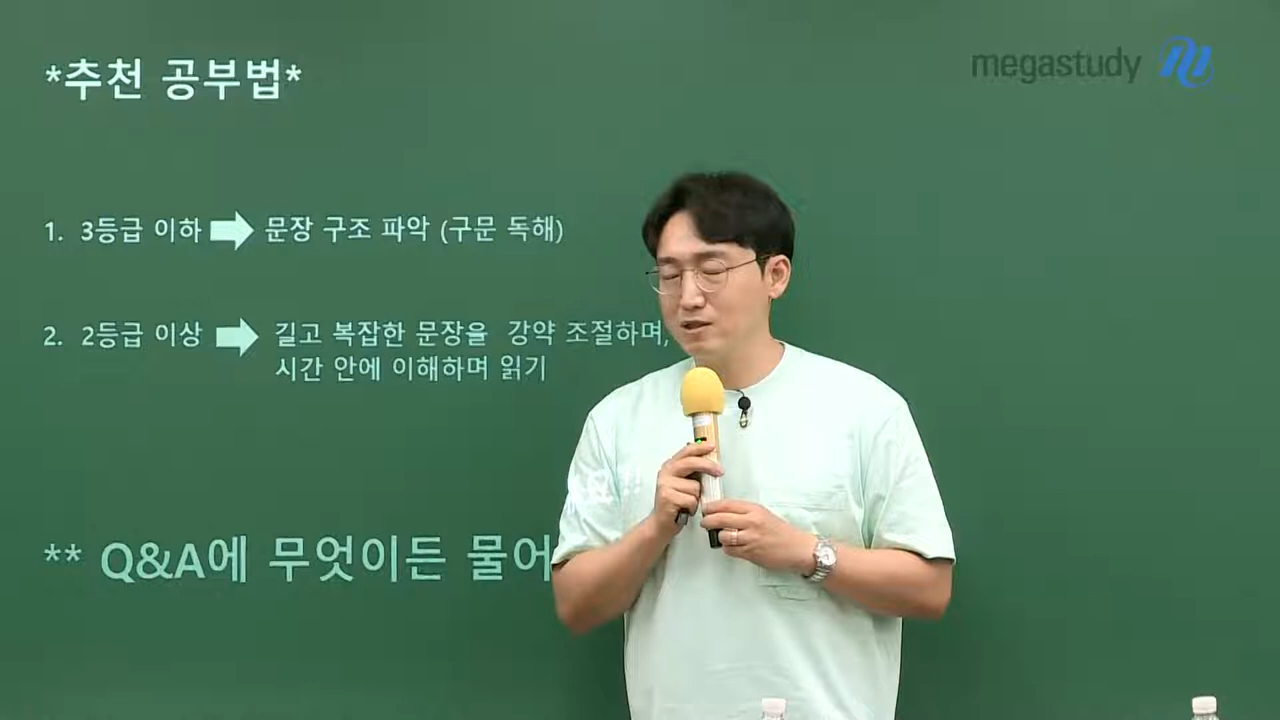 *추천 공부법*
megastudy
1. 3등급 이하 문장 구조 파악 (구문 독해)
2. 2등급 이상 길고 복잡한 문장을 강약 조절하며,
시간 안에 이해하며 읽기
** Q&A에 무엇이든 물어